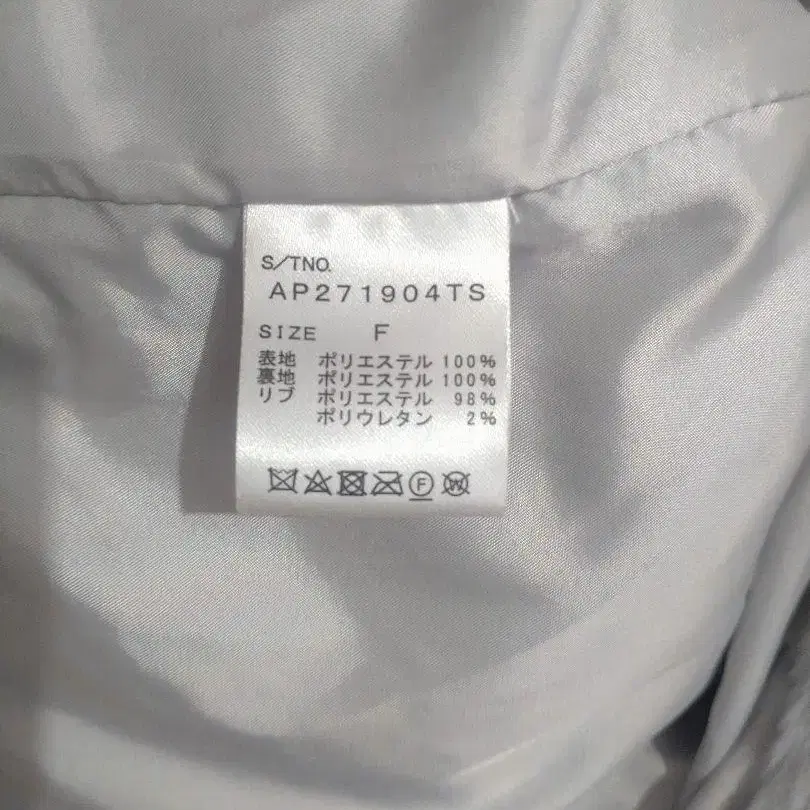 S/TNO.
AP271904TS
SIZE F
表地 ポリエステル 100%
裏地 ポリエステル 100%
リブ ポリエステル 98%
ポリウレタン 2%
F W